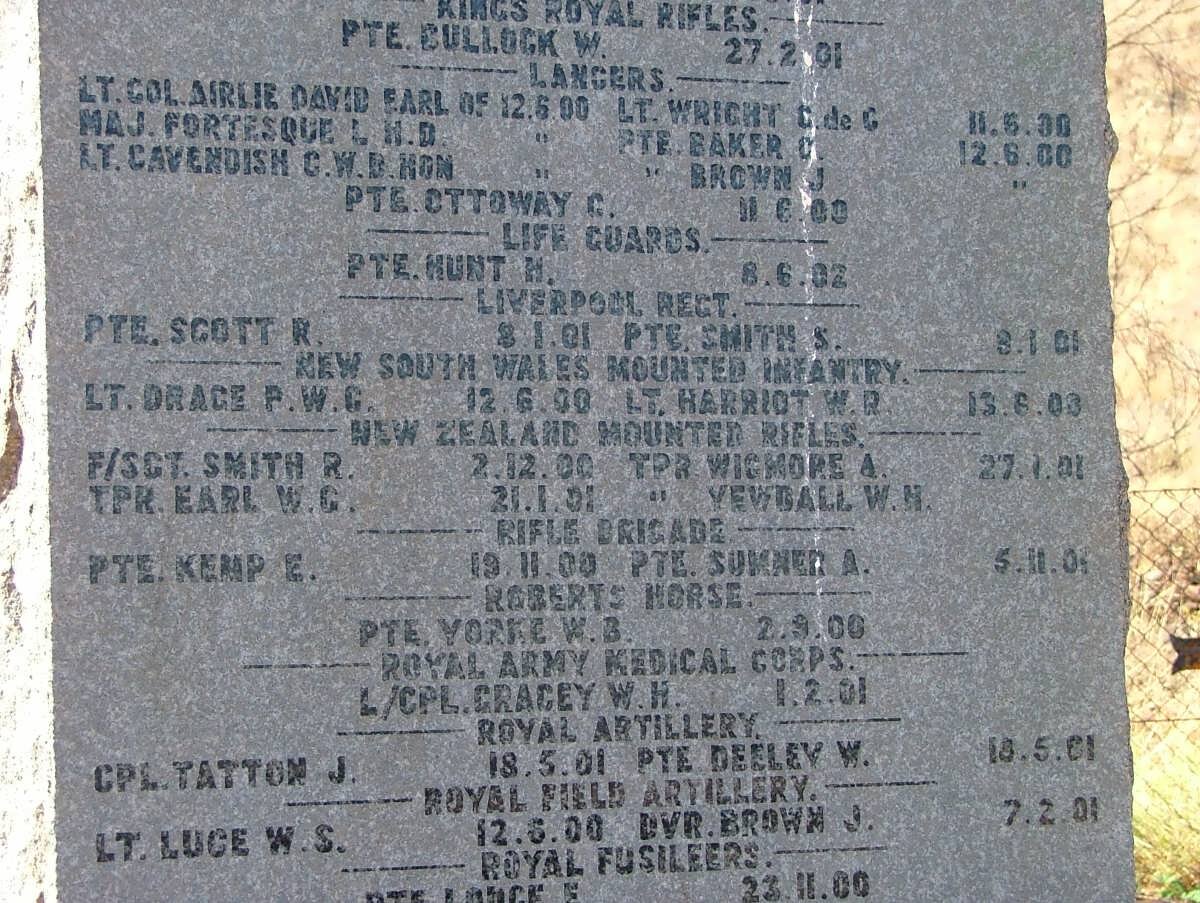 KINGS ROYAL RIFLES.
PTE. BULLOCK W. 27.2.01
LANCERS.
LT. COL. AIRLIE DAVID EARL OF 12.6.00 LT. WRIGHT C de C 11.6.00
MAJ. FORTESQUE L H.D. " PTE. BAKER C. 12.6.00
LT. CAVENDISH C.W.D. HON " " BROWN J "
PTE. OTTOWAY C. 11 6.00
LIFE GUARDS.
PTE. HUNT H. 8.6.02
LIVERPOOL REGT.
PTE. SCOTT R. 8 1.01 PTE. SMITH S. 9.1 01
NEW SOUTH WALES MOUNTED INFANTRY.
LT. DRAGE P.W.C. 12.6.00 LT. HARRIOT W.R. 13.6.00
NEW ZEALAND MOUNTED RIFLES.
F/SGT. SMITH R. 2.12.00 TPR WIGMORE A. 27.1.01
TPR. EARL W.G. 21.1.01 " YEWDALL W.H.
RIFLE BRIGADE
PTE. KEMP E. 19.11.00 PTE. SUMNER A. 5.11.01
ROBERTS HORSE.
PTE. YORKE W.B. 2.9.00
ROYAL ARMY MEDICAL CORPS.
L/CPL. GRACEY W.H. 1.2.01
ROYAL ARTILLERY.
CPL. TATTON J. 18.5.01 PTE DEELEY W. 18.5.01
ROYAL FIELD ARTILLERY.
LT. LUCE W.S. 12.6.00 DVR. BROWN J. 7.2.01
ROYAL FUSILEERS.
PTE LODGE E 23.11.00